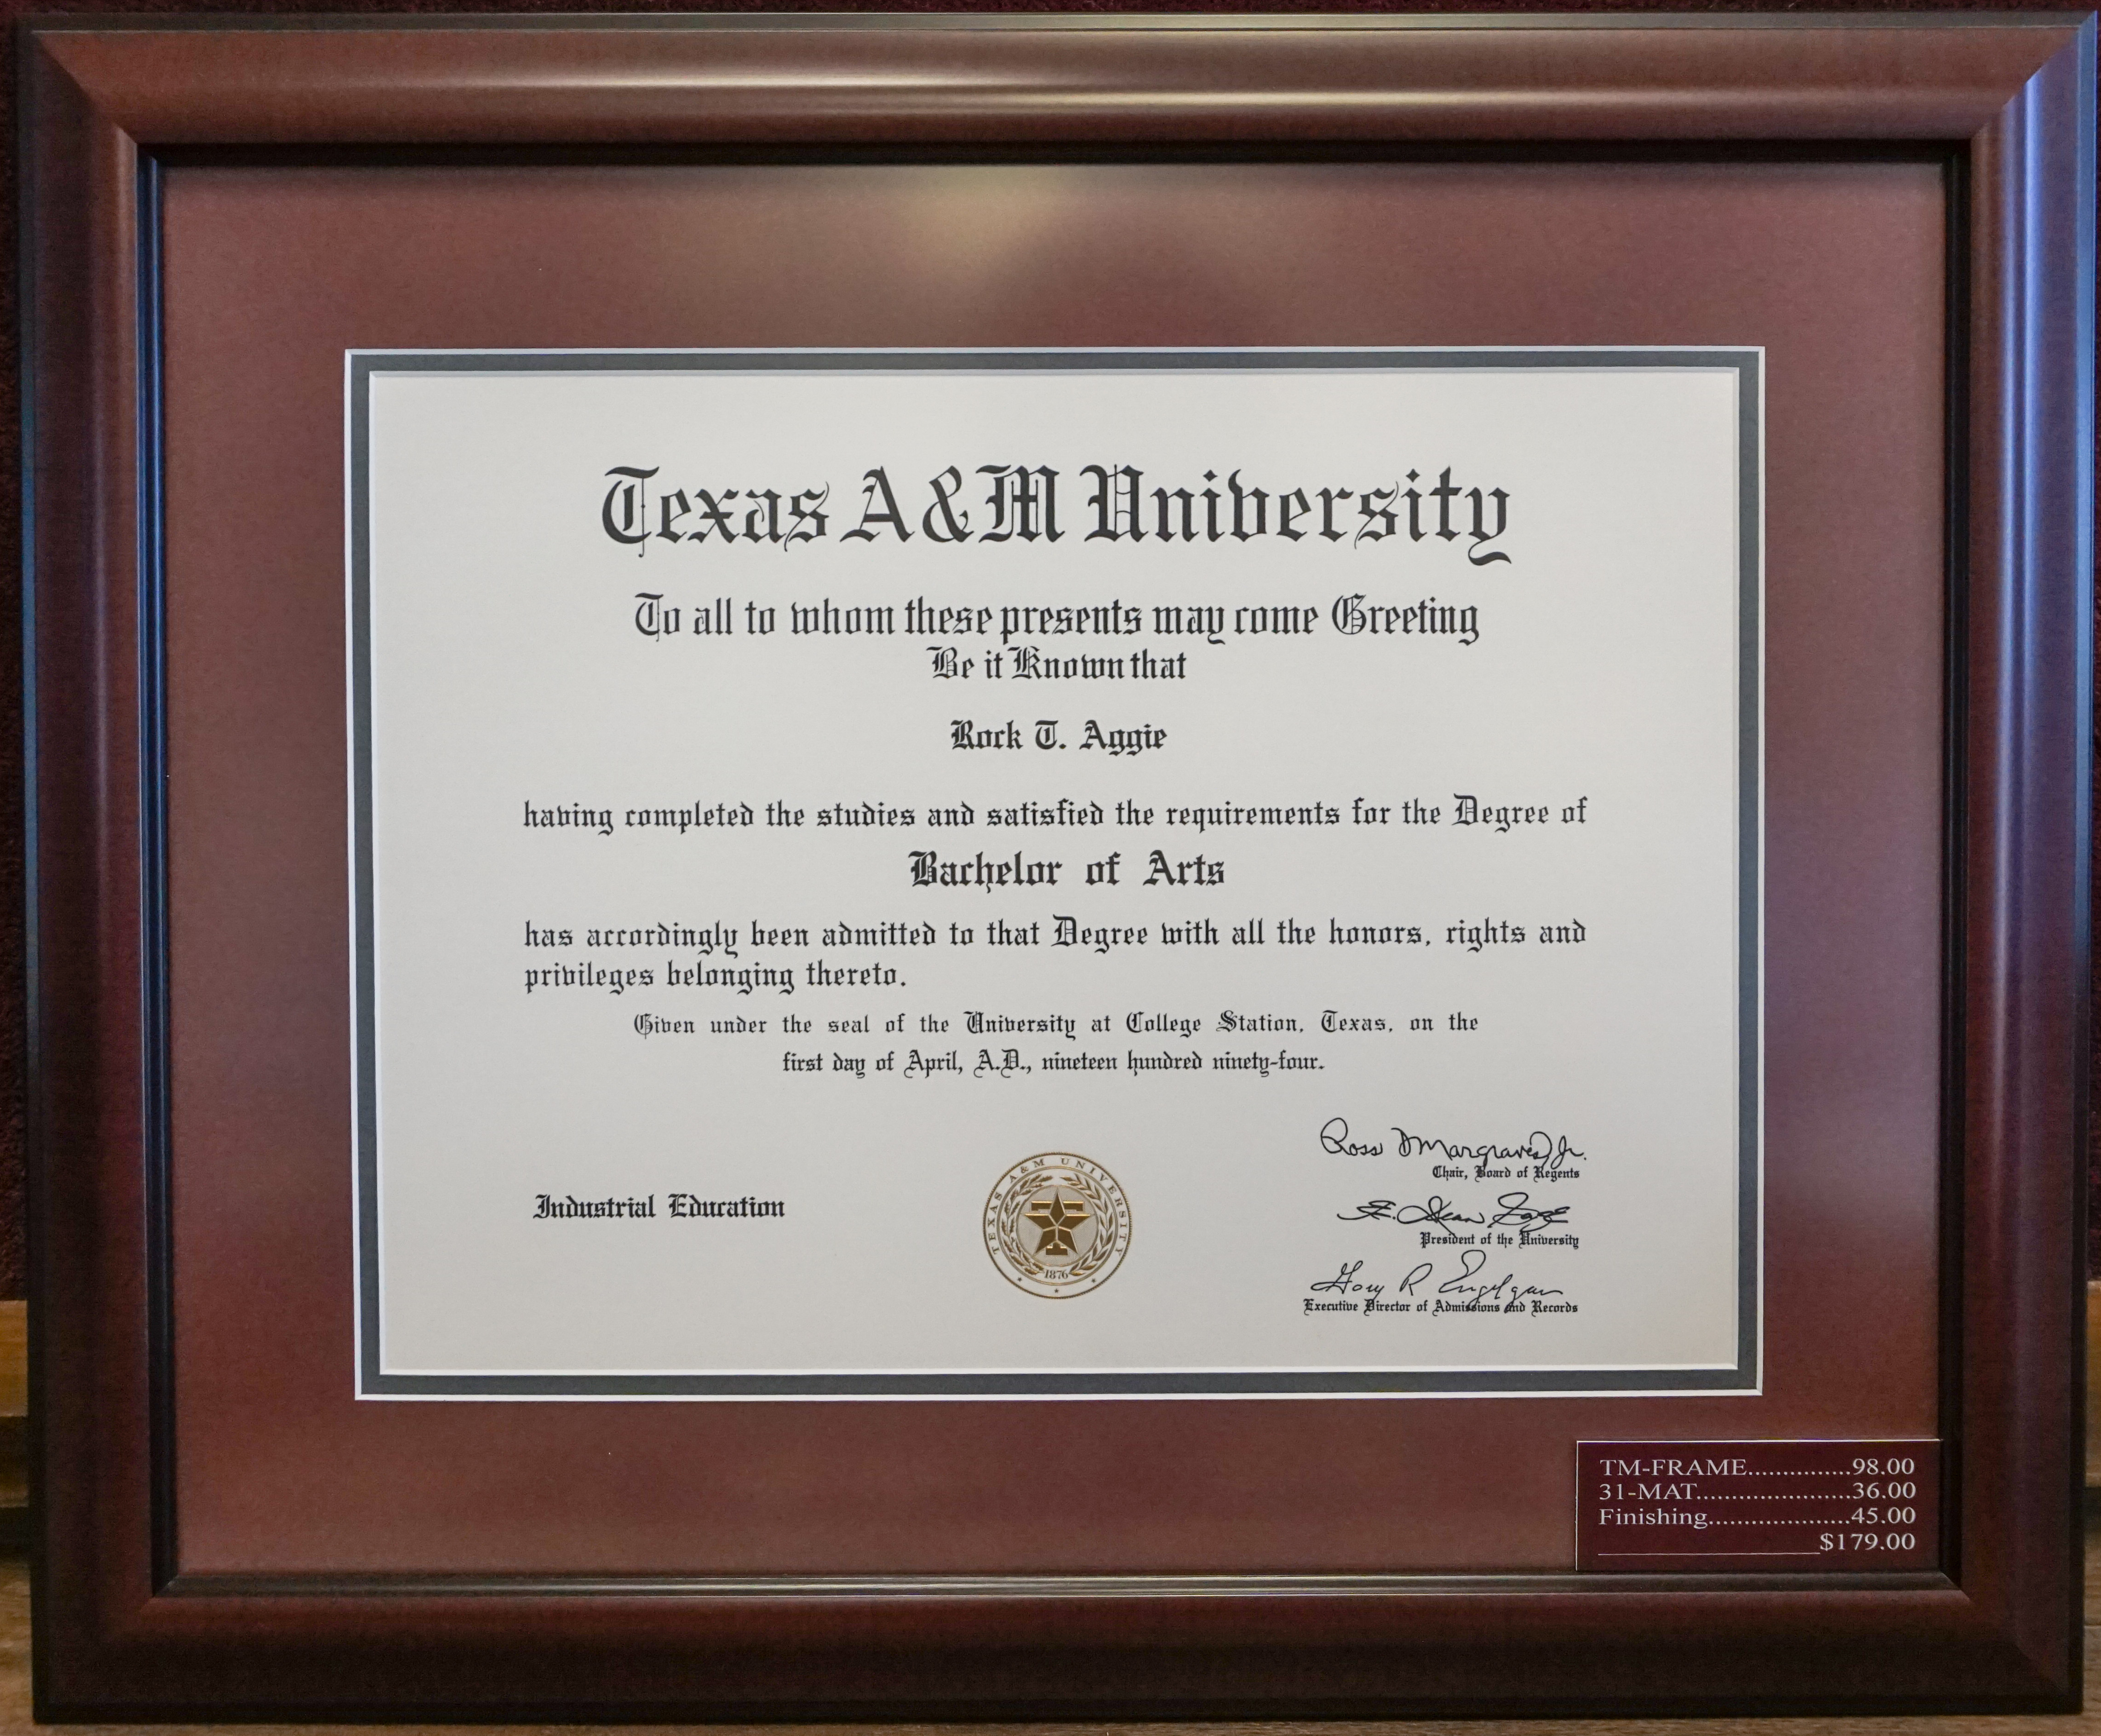 Texas A&M University
To all to whom these presents may come Greeting
Be it Known that
Rock T. Aggie
having completed the studies and satisfied the requirements for the Degree of
Bachelor of Arts
has accordingly been admitted to that Degree with all the honors, rights and
privileges belonging thereto.
Given under the seal of the University at College Station, Texas, on the
first day of April, A.D., nineteen hundred ninety-four.
Industrial Education
TEXAS A&M UNIVERSITY
1876
Ross Margraves Jr.
Chair, Board of Regents
E. Dean Gage
President of the University
Gary R Engelgau
Executive Director of Admissions and Records
TM-FRAME...............98.00
31-MAT......................36.00
Finishing....................45.00
$179.00